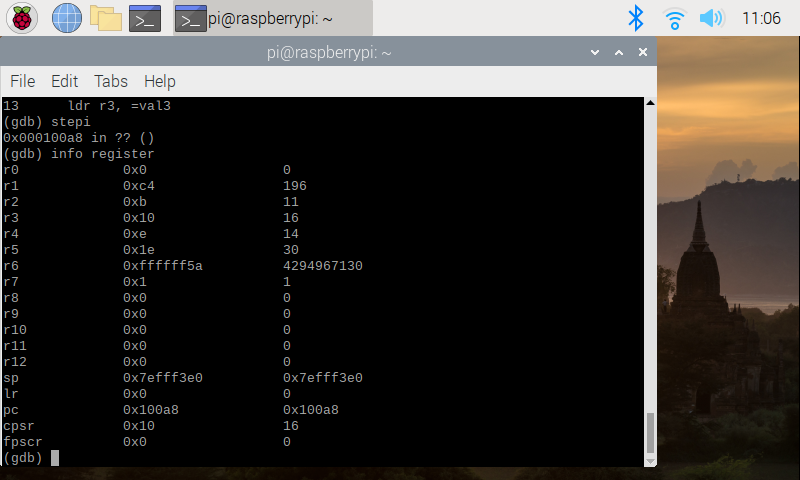 pi@raspberrypi: ~
11:06
pi@raspberrypi: ~
File Edit Tabs Help
13      ldr r3, =val3
(gdb) stepi
0x000100a8 in ?? ()
(gdb) info register
r0             0x0                 0
r1             0xc4                196
r2             0xb                 11
r3             0x10                16
r4             0xe                 14
r5             0x1e                30
r6             0xffffff5a          4294967130
r7             0x1                 1
r8             0x0                 0
r9             0x0                 0
r10            0x0                 0
r11            0x0                 0
r12            0x0                 0
sp             0x7efff3e0          0x7efff3e0
lr             0x0                 0
pc             0x100a8             0x100a8
cpsr           0x10                16
fpscr          0x0                 0
(gdb)